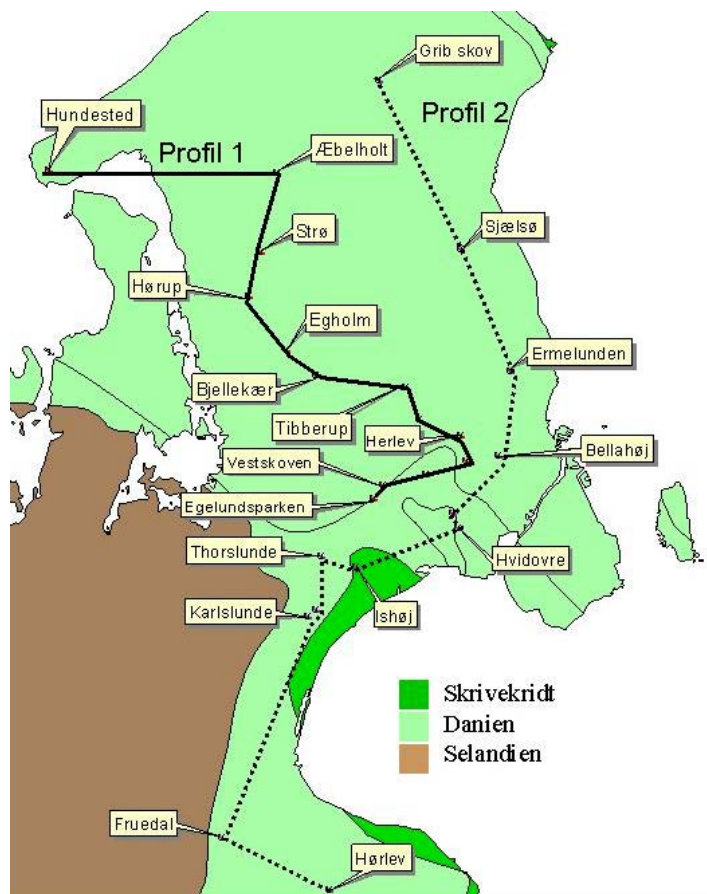 Grib skov
Hundested
Profil 2
Profil 1
Æbelholt
Strø
Sjælsø
Hørup
Egholm
Ermelunden
Bjellekær
Tibberup
Herlev
Bellahøj
Vestskoven
Egelundsparken
Thorslunde
Hvidovre
Karlslunde
Ishøj
Skrivekridt
Danien
Selandien
Fruedal
Hørlev